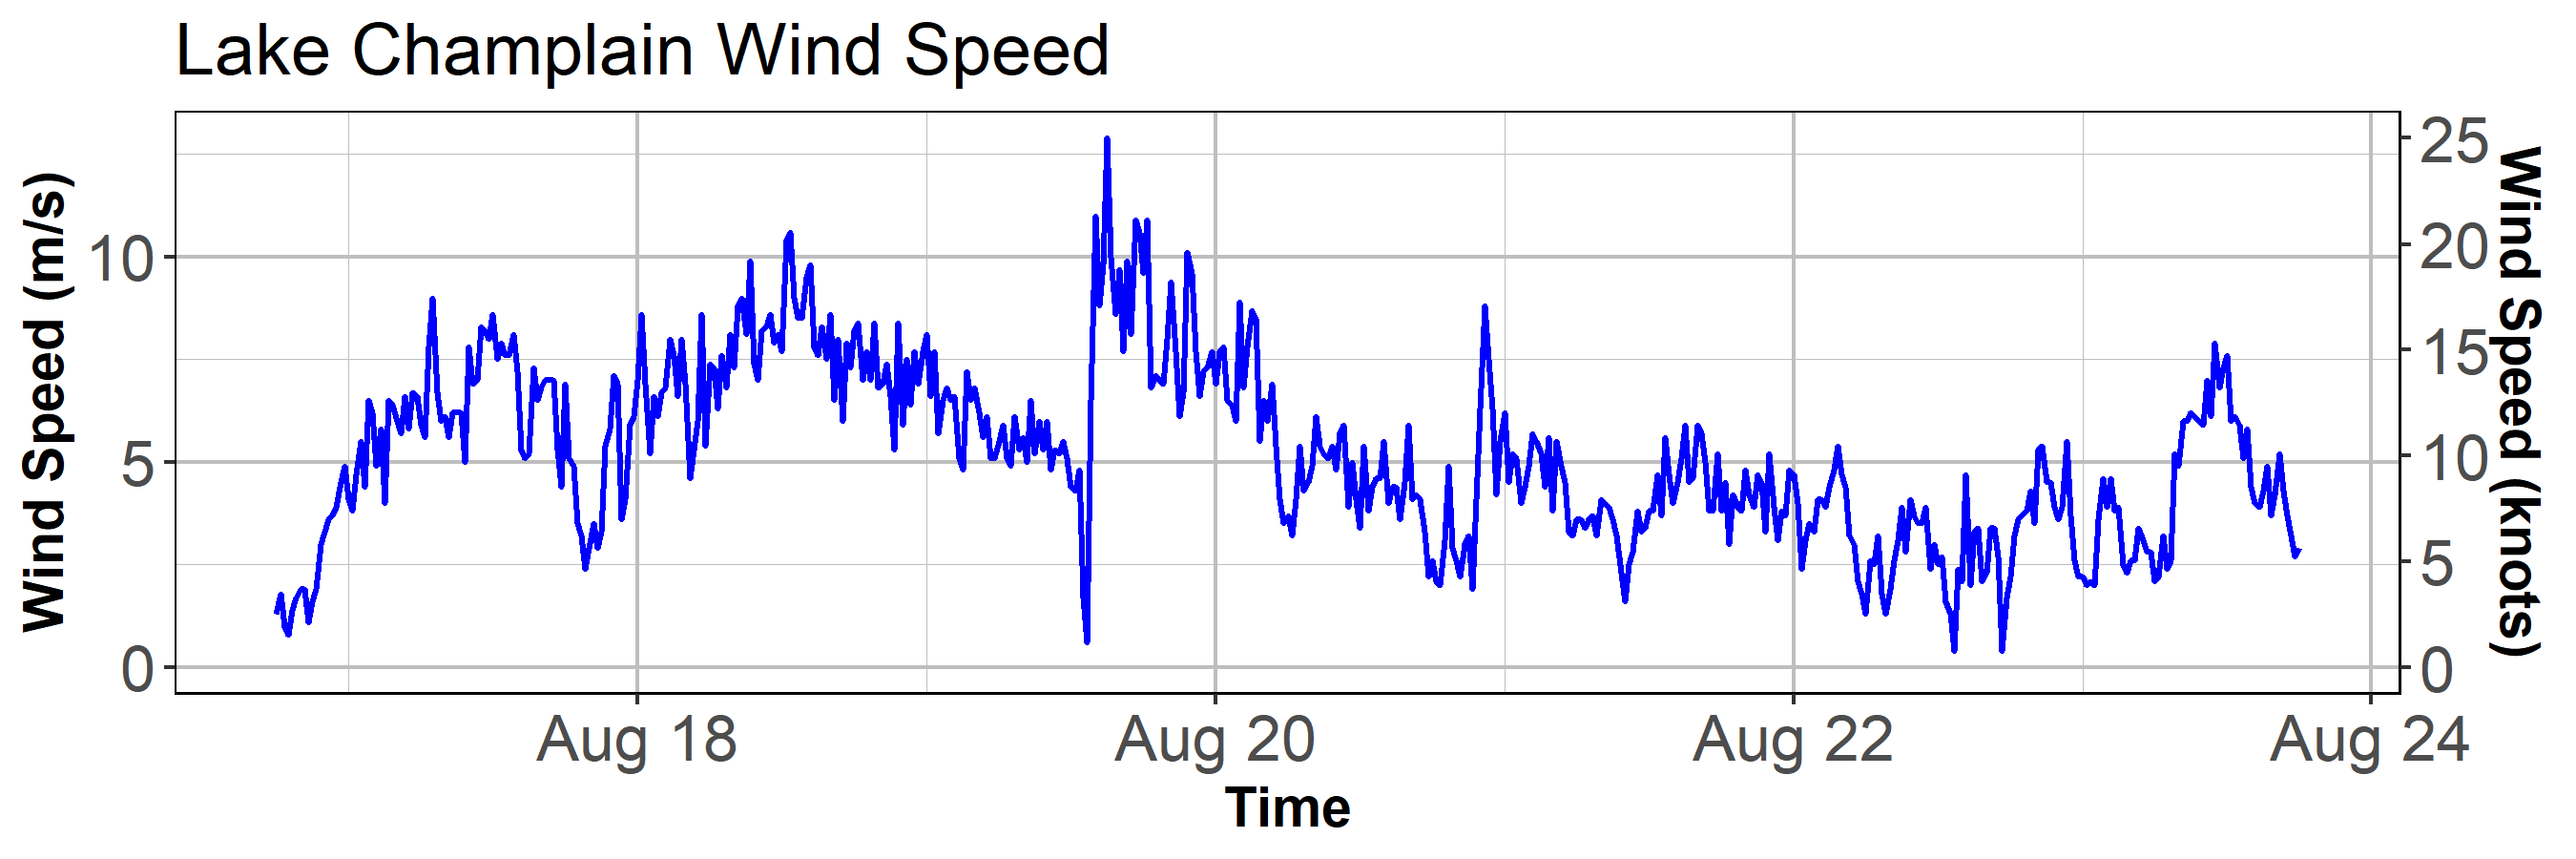 Lake Champlain Wind Speed
Wind Speed (m/s)
10
5
0
25
20
15
10
5
0
Wind Speed (knots)
Aug 18
Aug 20
Aug 22
Aug 24
Time